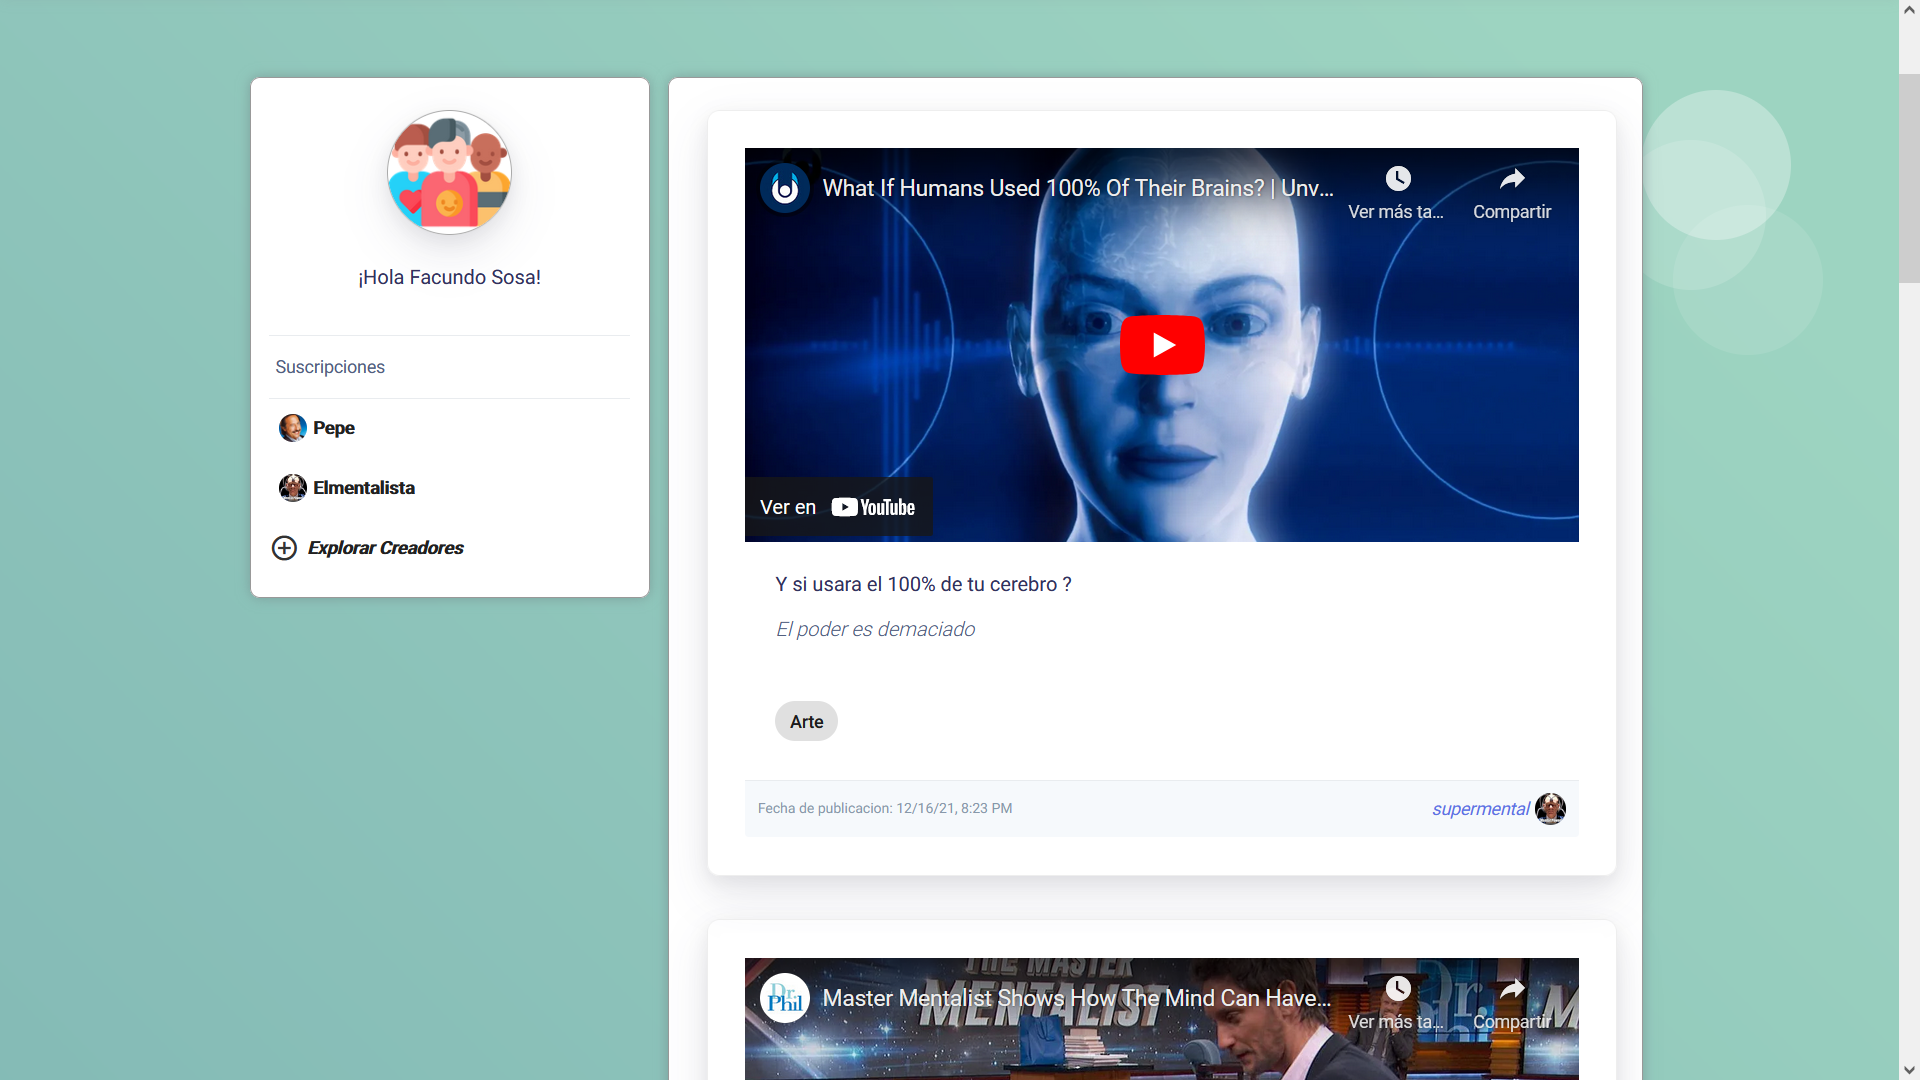 ¡Hola Facundo Sosa!
Suscripciones
Pepe
Elmentalista
Explorar Creadores
What If Humans Used 100% Of Their Brains? | Unv...
Ver más ta...
Compartir
Ver en YouTube
Y si usara el 100% de tu cerebro ?
El poder es demaciado
Arte
Fecha de publicacion: 12/16/21, 8:23 PM
supermental
THE MASTER
MENTALIST
Dr. Phil
Master Mentalist Shows How The Mind Can Have...
Ver más ta...
Compartir